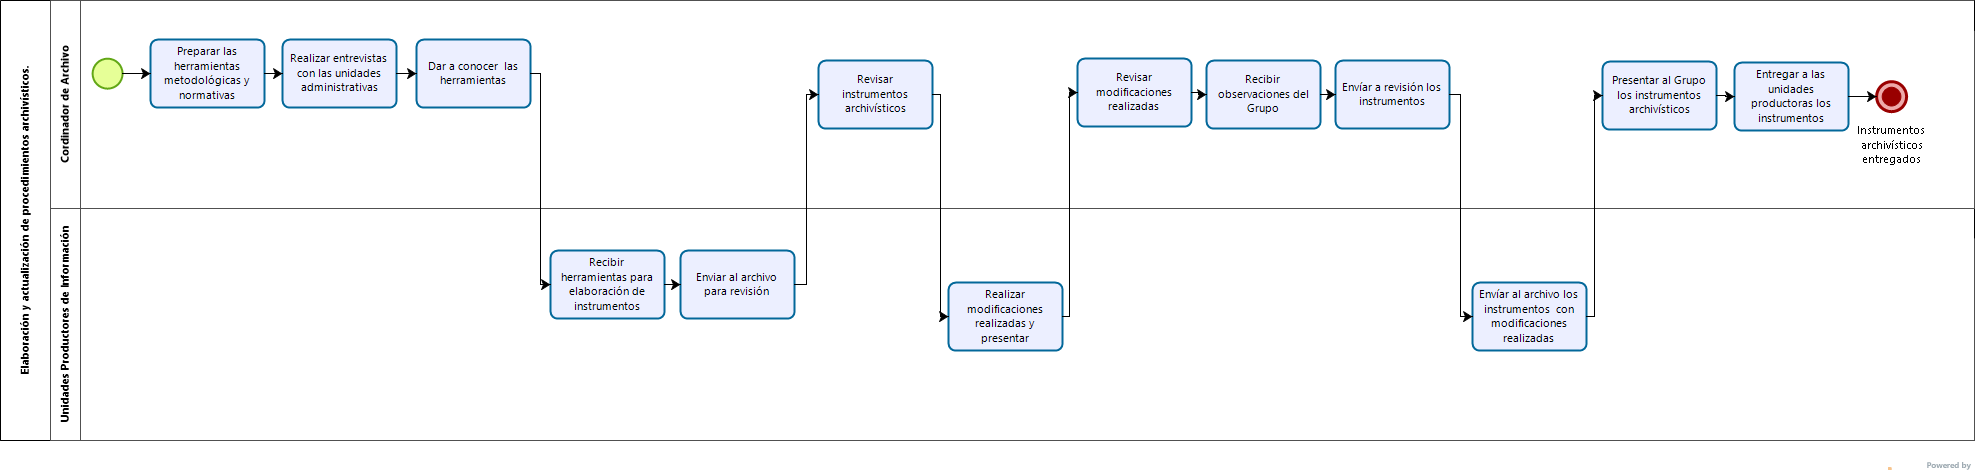 Elaboración y actualización de procedimientos archivísticos.
Cordinador de Archivo
Preparar las
herramientas
metodológicas y
normativas
Realizar entrevistas
con las unidades
administrativas
Dar a conocer las
herramientas
Revisar
instrumentos
archivísticos
Revisar
modificaciones
realizadas
Recibir
observaciones del
Grupo
Envíar a revisión los
instrumentos
Presentar al Grupo
los instrumentos
archivísticos
Entregar a las
unidades
productoras los
instrumentos
Instrumentos
archivísticos
entregados
Unidades Productores de Información
Recibir
herramientas para
elaboración de
instrumentos
Enviar al archivo
para revisión
Realizar
modificaciones
realizadas y
presentar
Envíar al archivo los
instrumentos con
modificaciones
realizadas
Powered by